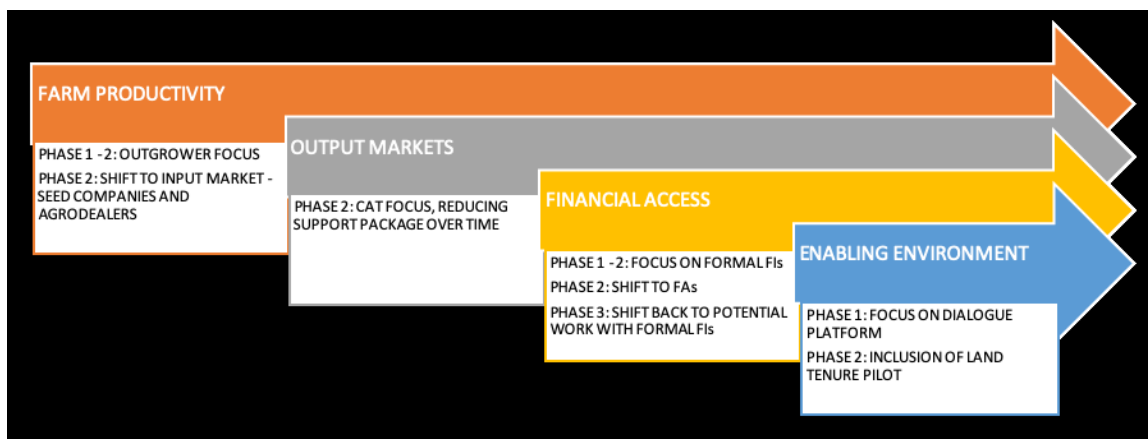 FARM PRODUCTIVITY
PHASE 1 - 2: OUTGROWER FOCUS
PHASE 2: SHIFT TO INPUT MARKET -
SEED COMPANIES AND
AGRODEALERS
OUTPUT MARKETS
PHASE 2: CAT FOCUS, REDUCING
SUPPORT PACKAGE OVER TIME
FINANCIAL ACCESS
PHASE 1 - 2: FOCUS ON FORMAL FIs
PHASE 2: SHIFT TO FAs
PHASE 3: SHIFT BACK TO POTENTIAL
WORK WITH FORMAL FIs
ENABLING ENVIRONMENT
PHASE 1: FOCUS ON DIALOGUE
PLATFORM
PHASE 2: INCLUSION OF LAND
TENURE PILOT